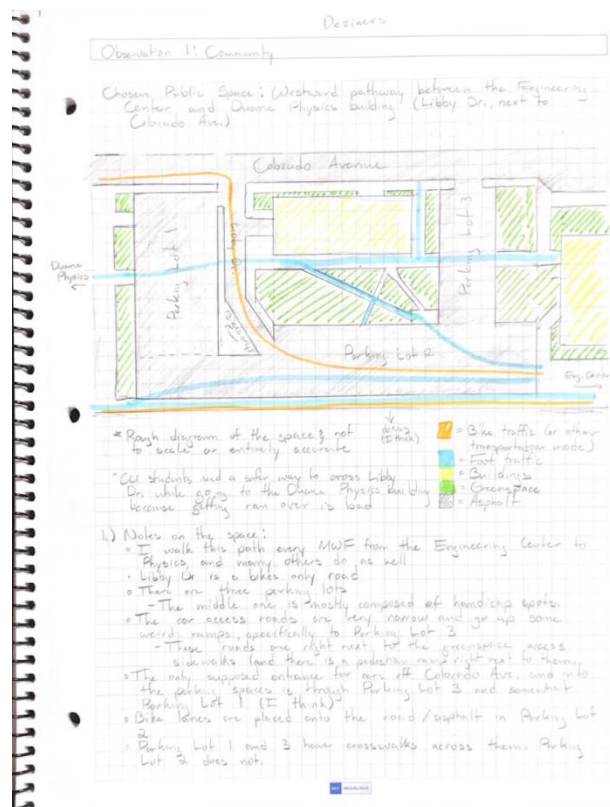 Deziners
Observation 1: Community
Chosen Public Space: Westward pathway between the Engineering
Center and Duane Physics building (Libby Dr., next to
Colorado Ave.)
Colorado Avenue
Parking Lot 1
Libby Dr.
Parking Lot 3
Duane
Physics
Parking Lot 2
Eng. Center
* Rough diagram of the space & not
to scale or entirely accurate
(I think)
= Bike traffic (or other
transportation mode)
= Foot traffic
= Buildings
= Greenspace
= Asphalt
"CU students need a safer way to cross Libby
Dr. while going to the Duane Physics building
because getting ran over is bad
1.) Notes on the space:
I walk this path every MWF from the Engineering Center to
Physics, and many others do as well
Libby Dr is a bikes only road
There are three parking lots
- The middle one is mostly composed of handicap spots.
The car access roads are very narrow and go up some
weird ramps, specifically to Parking Lot 3
- These roads are right next to the greenspace access
sidewalks (and there is a pedestrian ramp right next to them)
The only supposed entrance for cars off Colorado Ave. and into
the parking spaces is through Parking Lot 3 and somewhat
Parking Lot 1 (I think)
Bike lanes are placed onto the road/asphalt in Parking Lot
2
Parking Lot 1 and 3 have crosswalks across them. Parking
Lot 2 does not.